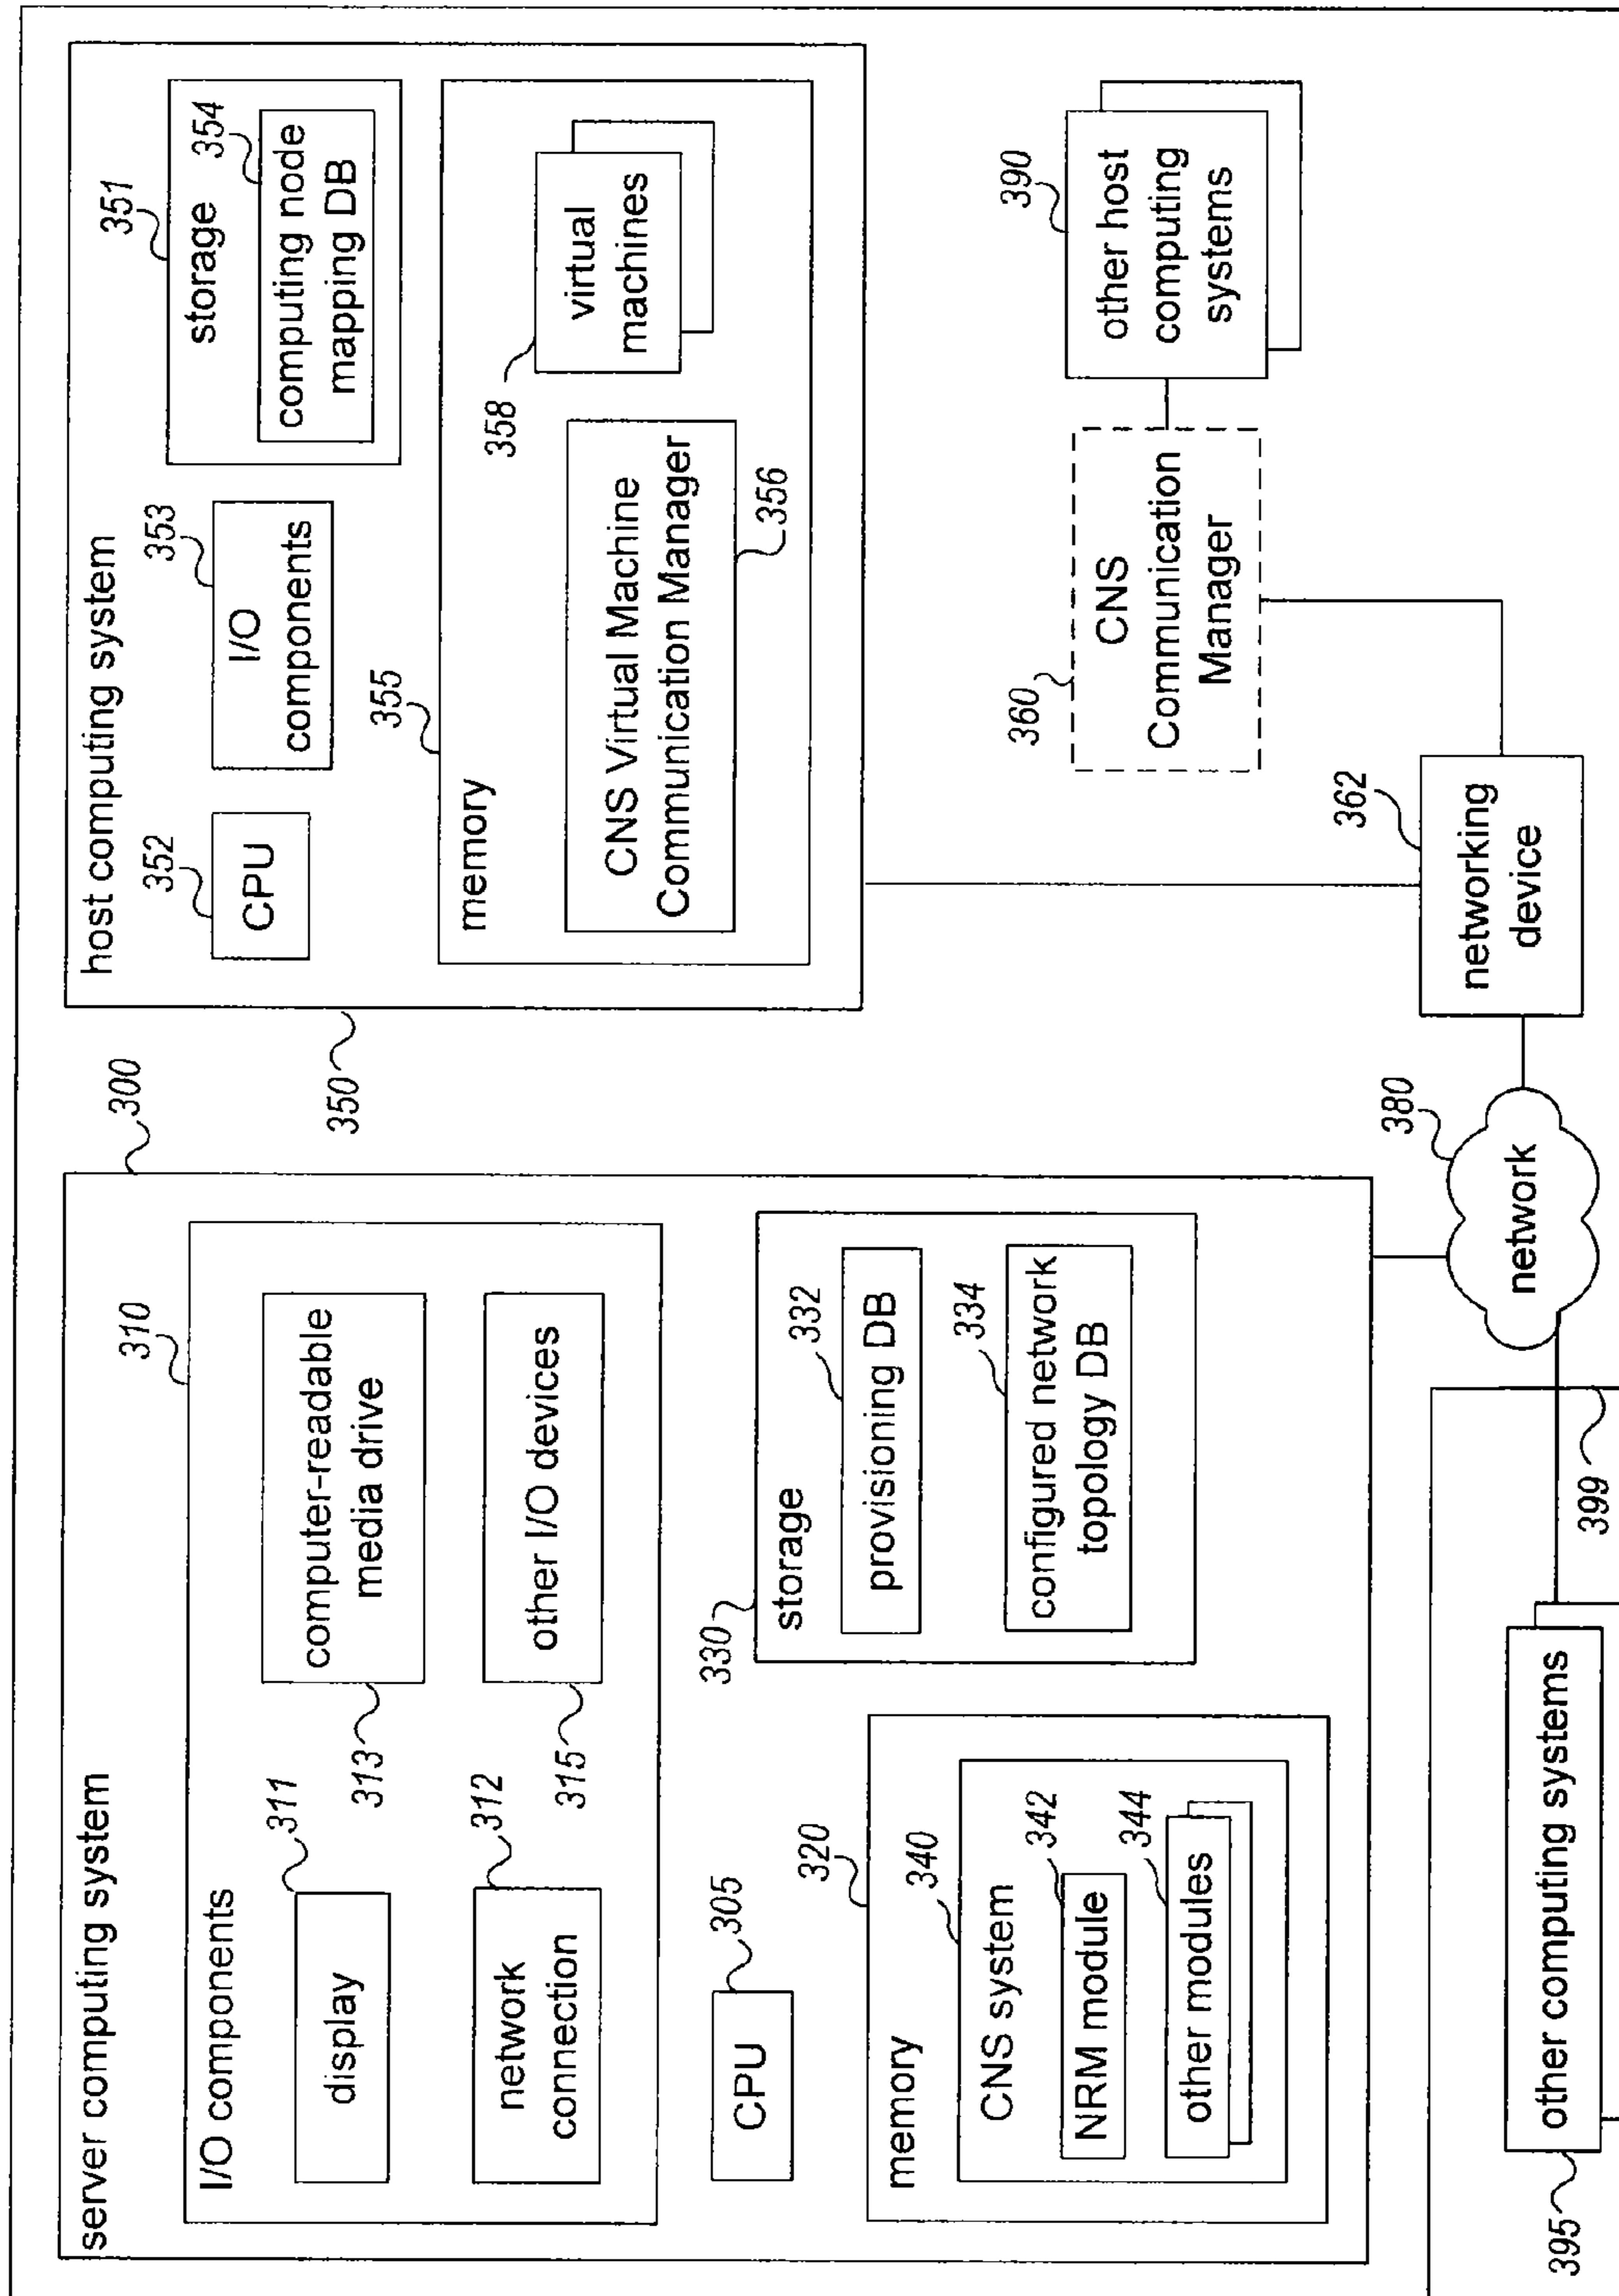 server computing system
300
I/O components
310
display
311
computer-readable
media drive
313
network
connection
312
other I/O devices
315
CPU
305
memory
320
CNS system
340
NRM module
342
other modules
344
storage
330
provisioning DB
332
configured network
topology DB
334
host computing system
350
CPU
352
I/O
components
353
storage
351
computing node
mapping DB
354
memory
355
CNS Virtual Machine
Communication Manager
356
virtual
machines
358
CNS
Communication
Manager
360
other host
computing
systems
390
networking
device
362
network
380
other computing systems
395
399